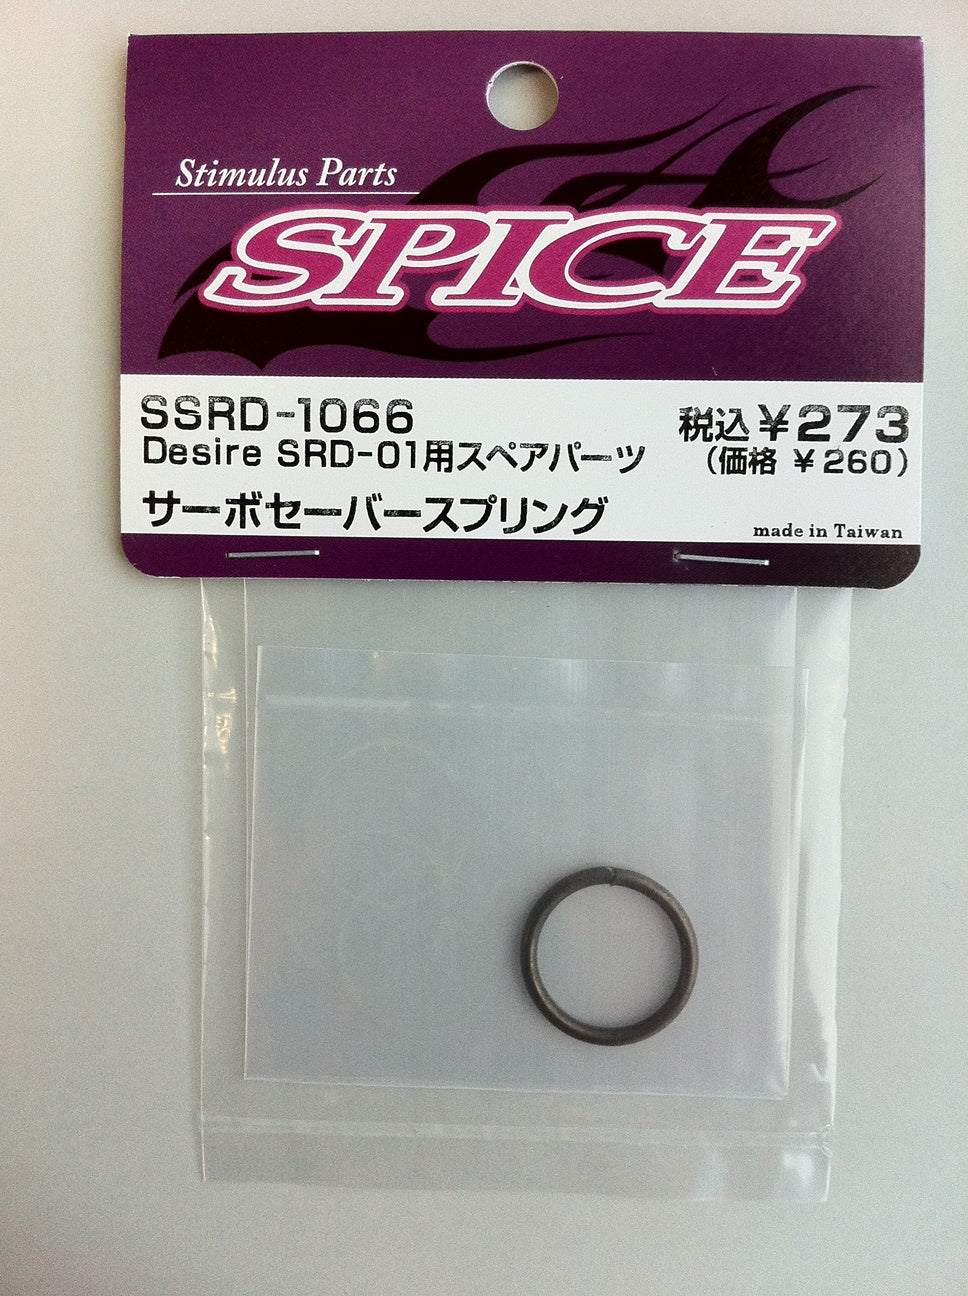 Stimulus Parts
SPICE
SSRD-1066
Desire SRD-01用スペアパーツ
サーボセーバースプリング
税込¥273
(価格 ¥260)
made in Taiwan